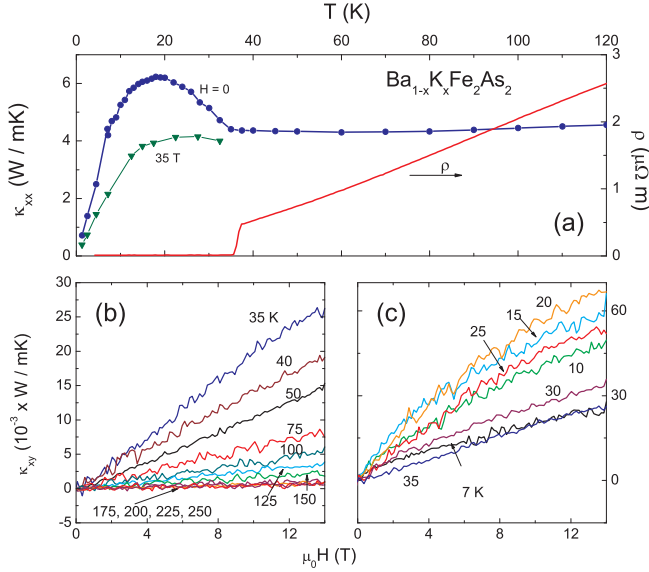 T (K)
0 20 40 60 80 100 120
Ba1-xKxFe2As2
H = 0
35 T
ρ
(a)
κxx (W / mK)
6
4
2
0
ρ (μΩ m)
3
2
1
0
(b)
35 K
40
50
75
100
125
150
175, 200, 225, 250
κxy (10-3 x W / mK)
30
25
20
15
10
5
0
-5
0 4 8 12
(c)
20
15
25
10
30
35
7 K
60
30
0
0 4 8 12
μ0H (T)